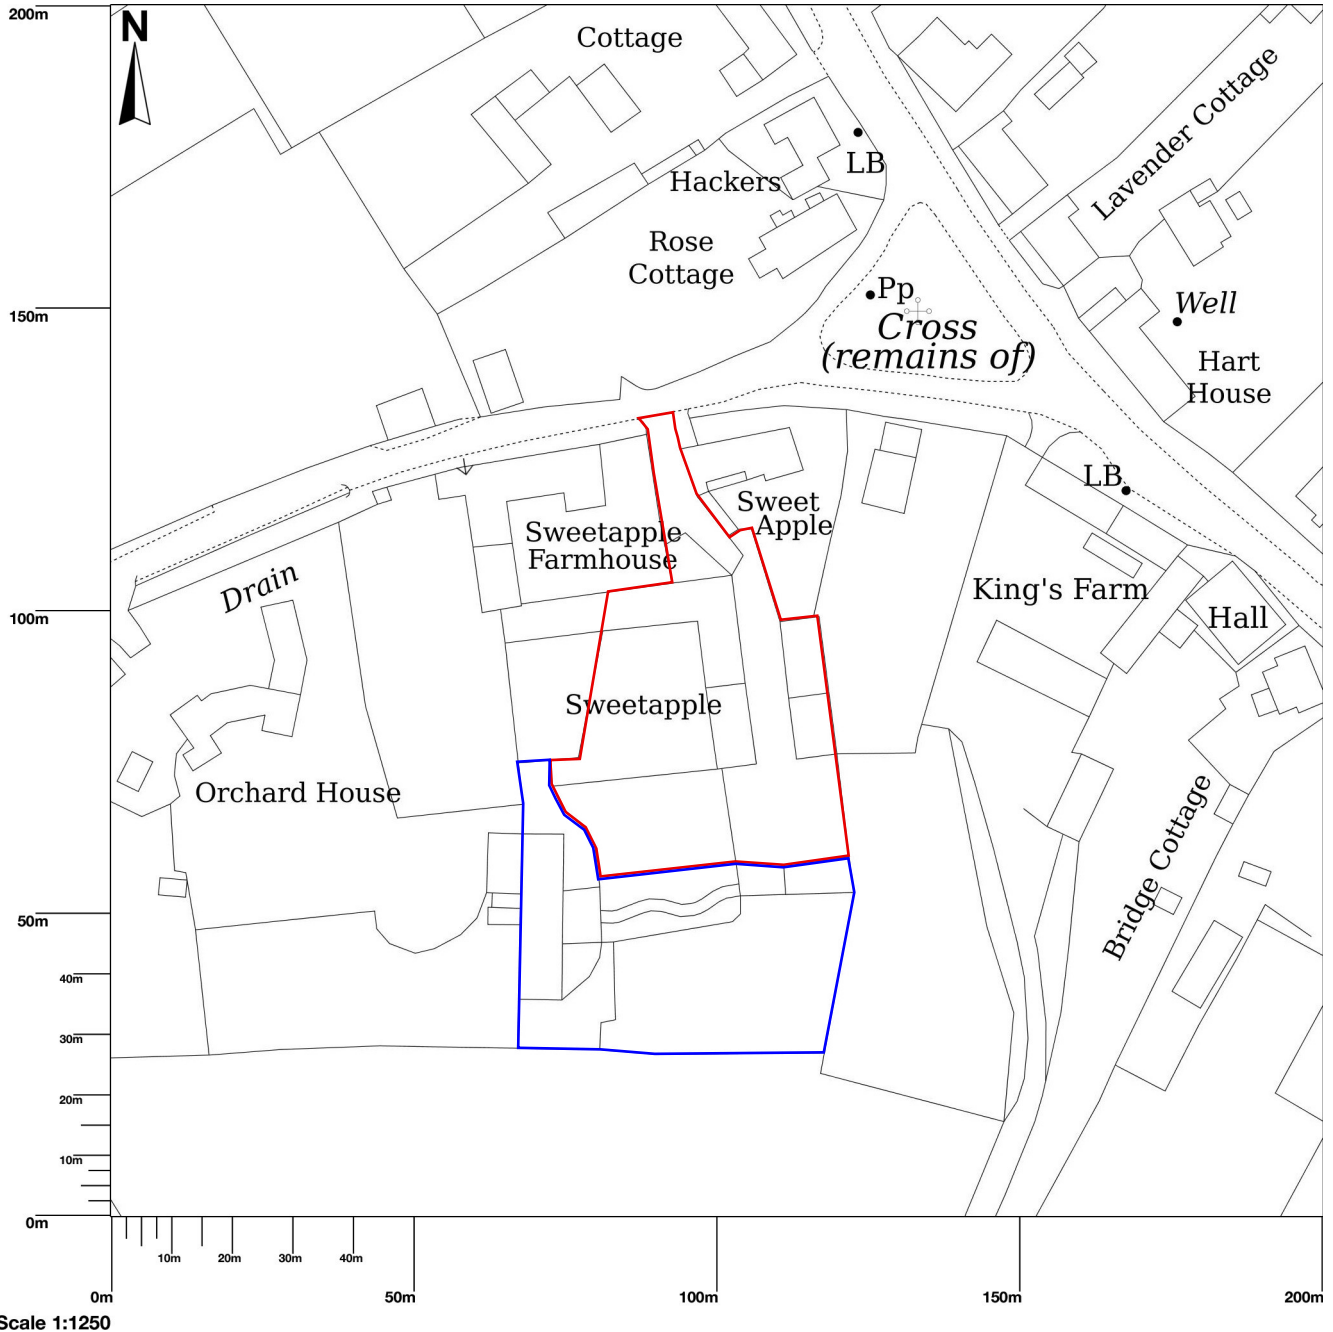 200m
N
Cottage
Lavender Cottage
LB
Hackers
Rose
Cottage
Pp
Well
150m
Cross
(remains of)
Hart
House
LB
Sweet
Apple
Sweetapple
Farmhouse
Drain
King's Farm
100m
Hall
Sweetapple
Orchard House
Bridge Cottage
50m
40m
30m
20m
10m
0m
10m 20m 30m 40m
0m 50m 100m 150m 200m
Scale 1:1250